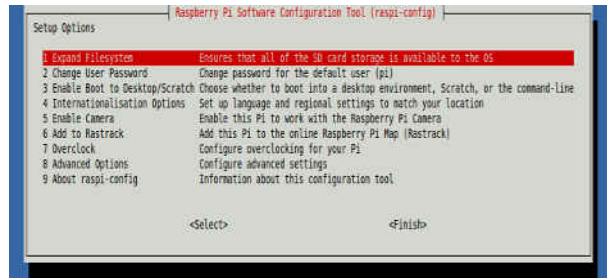 Raspberry Pi Software Configuration Tool (raspi-config)
Setup Options
1 Expand Filesystem Ensures that all of the SD card storage is available to the OS
2 Change User Password Change password for the default user (pi)
3 Enable Boot to Desktop/Scratch Choose whether to boot into a desktop environment, Scratch, or the command-line
4 Internationalisation Options Set up language and regional settings to match your location
5 Enable Camera Enable this Pi to work with the Raspberry Pi Camera
6 Add to Rastrack Add this Pi to the online Raspberry Pi Map (Rastrack)
7 Overclock Configure overclocking for your Pi
8 Advanced Options Configure advanced settings
9 About raspi-config Information about this configuration tool
<Select> <Finish>